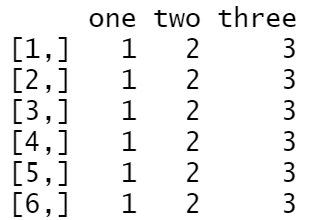 one two three
[1,] 1 2 3
[2,] 1 2 3
[3,] 1 2 3
[4,] 1 2 3
[5,] 1 2 3
[6,] 1 2 3